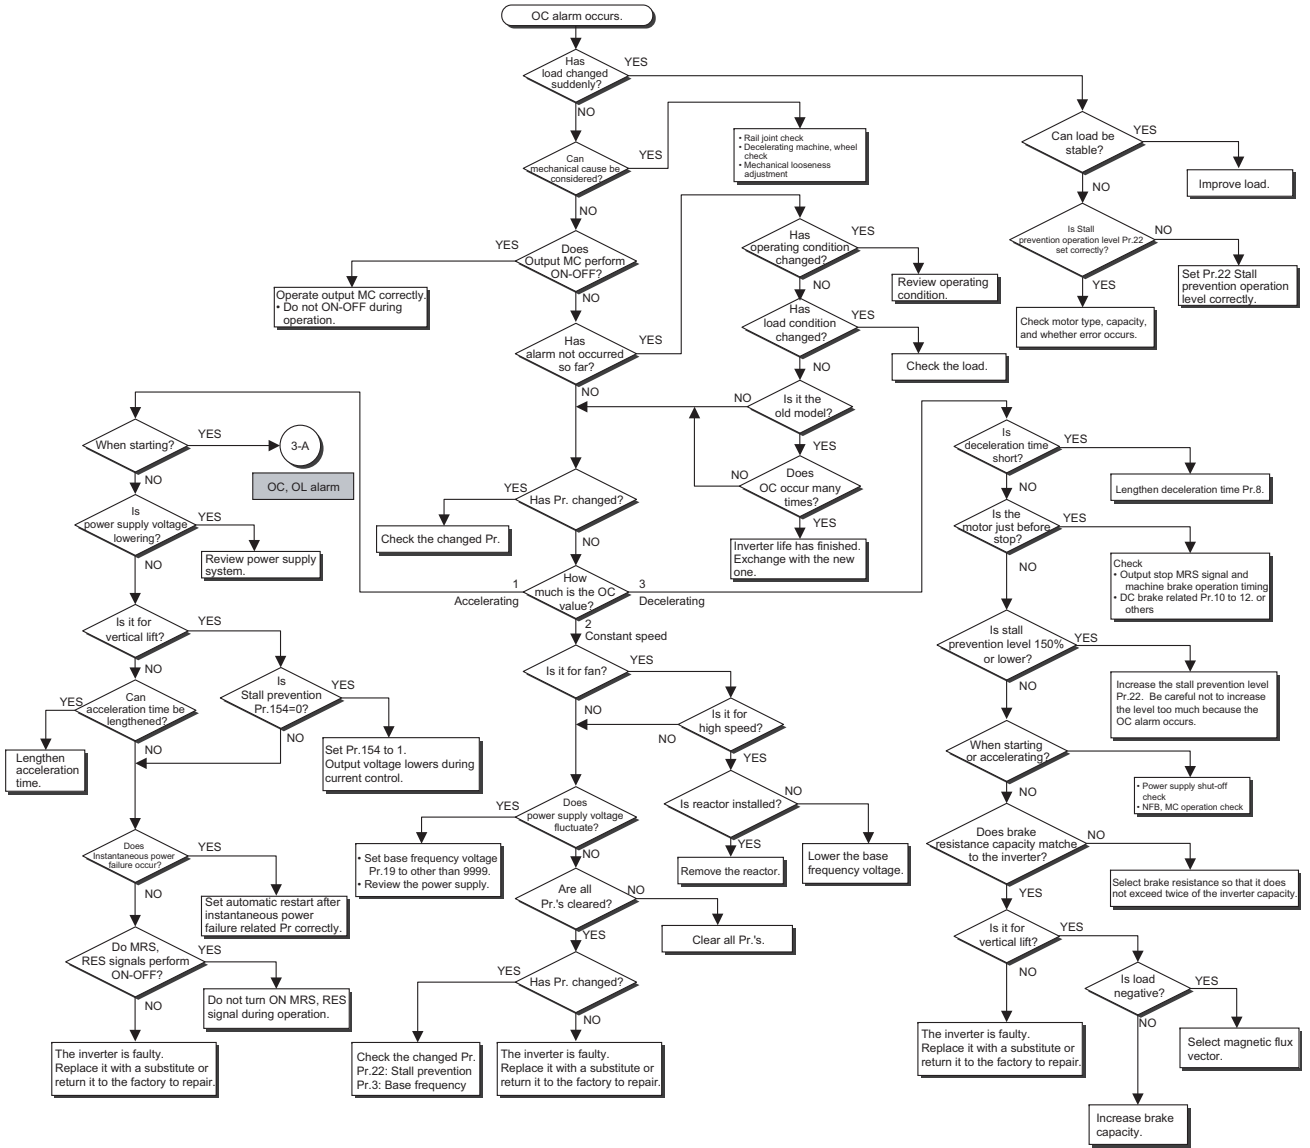 OC alarm occurs.
Has
load changed
suddenly?
YES
NO
Can
mechanical cause be
considered?
YES
NO
• Rail joint check
• Decelerating machine, wheel
check
• Mechanical looseness
adjustment
Can load be
stable?
YES
NO
Improve load.
Is Stall
prevention operation level Pr.22
set correctly?
NO
YES
Set Pr.22 Stall
prevention operation
level correctly.
Check motor type, capacity,
and whether error occurs.
Does
Output MC perform
ON-OFF?
YES
NO
Operate output MC correctly.
• Do not ON-OFF during
operation.
Has
alarm not occurred
so far?
YES
NO
Has
operating condition
changed?
YES
NO
Review operating
condition.
Has
load condition
changed?
YES
NO
Check the load.
Is it the
old model?
NO
YES
Does
OC occur many
times?
NO
YES
Inverter life has finished.
Exchange with the new
one.
Has Pr. changed?
YES
NO
Check the changed Pr.
How
much is the OC
value?
1
Accelerating
3
Decelerating
2
Constant speed
When starting?
YES
NO
3-A
OC, OL alarm
Is
power supply voltage
lowering?
YES
NO
Review power supply
system.
Is it for
vertical lift?
YES
NO
Can
acceleration time be
lengthened?
YES
NO
Lengthen
acceleration
time.
Is
Stall prevention
Pr.154=0?
YES
NO
Set Pr.154 to 1.
Output voltage lowers during
current control.
Does
Instantaneous power
failure occur?
YES
NO
Set automatic restart after
instantaneous power
failure related Pr correctly.
Do MRS,
RES signals perform
ON-OFF?
YES
NO
Do not turn ON MRS, RES
signal during operation.
The inverter is faulty.
Replace it with a substitute or
return it to the factory to repair.
Is it for fan?
YES
NO
Is it for
high speed?
NO
YES
Is reactor installed?
NO
YES
Remove the reactor.
Lower the base
frequency voltage.
Does
power supply voltage
fluctuate?
YES
NO
• Set base frequency voltage
Pr.19 to other than 9999.
• Review the power supply.
Are all
Pr.'s cleared?
NO
YES
Clear all Pr.'s.
Has Pr. changed?
YES
NO
Check the changed Pr.
Pr.22: Stall prevention
Pr.3: Base frequency
The inverter is faulty.
Replace it with a substitute or
return it to the factory to repair.
Is
deceleration time
short?
YES
NO
Lengthen deceleration time Pr.8.
Is the
motor just before
stop?
YES
NO
Check
• Output stop MRS signal and
machine brake operation timing
• DC brake related Pr.10 to 12. or
others
Is stall
prevention level 150%
or lower?
YES
NO
Increase the stall prevention level
Pr.22. Be careful not to increase
the level too much because the
OC alarm occurs.
When starting
or accelerating?
YES
NO
• Power supply shut-off
check
• NFB, MC operation check
Does brake
resistance capacity matche
to the inverter?
NO
YES
Select brake resistance so that it does
not exceed twice of the inverter capacity.
Is it for
vertical lift?
YES
NO
The inverter is faulty.
Replace it with a substitute or
return it to the factory to repair.
Is load
negative?
YES
NO
Select magnetic flux
vector.
Increase brake
capacity.